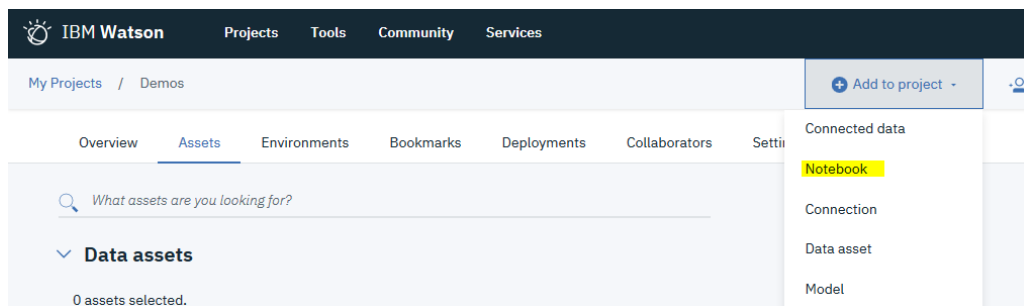 IBM Watson Projects Tools Community Services
My Projects / Demos Add to project
Overview Assets Environments Bookmarks Deployments Collaborators
Connected data
Notebook
What assets are you looking for?
Connection
Data assets
Data asset
Model
0 assets selected.